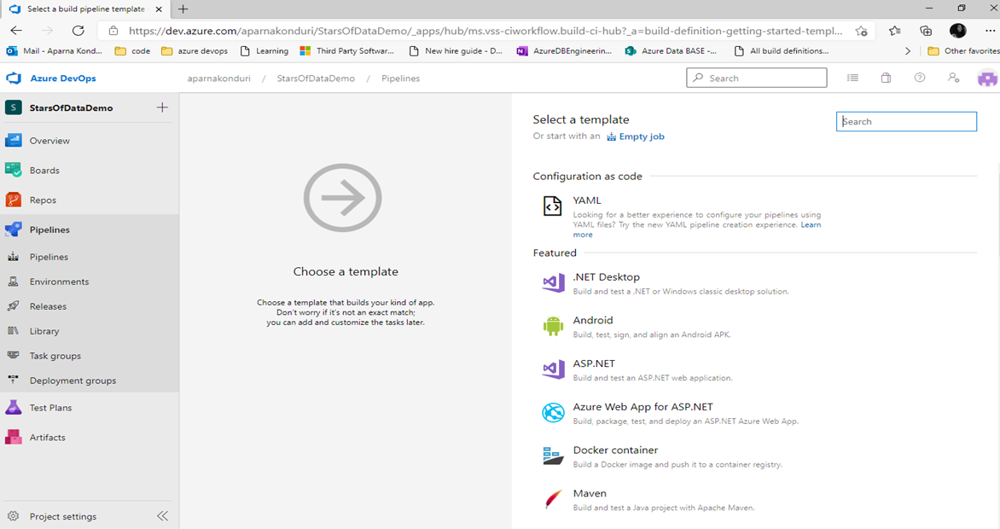 Select a build pipeline template -
https://dev.azure.com/aparnakonduri/StarsOfDataDemo/_apps/hub/ms.vss-ciworkflow.build-ci-hub?_a=build-definition-getting-started-templ...
Mail - Aparna Kond... code azure devops Learning Third Party Softwar... New hire guide - D... AzureDBEngineerin... Azure Data BASE -... All build definitions... Other favorites
Azure DevOps aparnakonduri / StarsOfDataDemo / Pipelines Search
S StarsOfDataDemo
Overview
Boards
Repos
Pipelines
Pipelines
Environments
Releases
Library
Task groups
Deployment groups
Test Plans
Artifacts
Project settings
Choose a template
Choose a template that builds your kind of app.
Don't worry if it's not an exact match;
you can add and customize the tasks later.
Select a template
Search
Or start with an Empty job
Configuration as code
YAML
Looking for a better experience to configure your pipelines using
YAML files? Try the new YAML pipeline creation experience. Learn
more
Featured
.NET Desktop
Build and test a .NET or Windows classic desktop solution.
Android
Build, test, sign, and align an Android APK.
ASP.NET
Build and test an ASP.NET web application.
Azure Web App for ASP.NET
Build, package, test, and deploy an ASP.NET Azure Web App.
Docker container
Build a Docker image and push it to a container registry.
Maven
Build and test a Java project with Apache Maven.